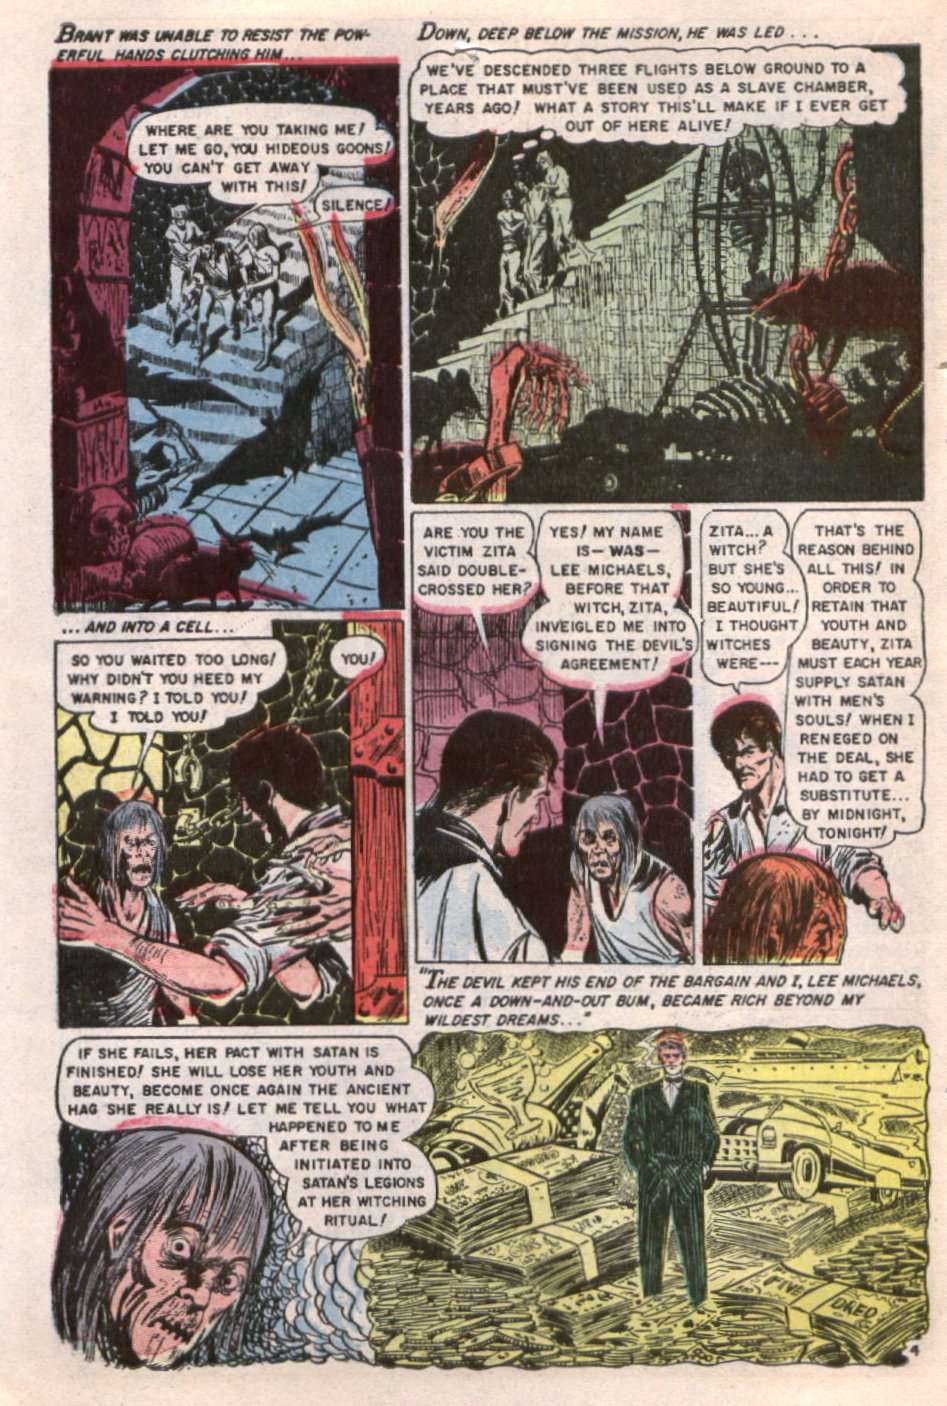 BRANT WAS UNABLE TO RESIST THE POW-
ERFUL HANDS CLUTCHING HIM...
WHERE ARE YOU TAKING ME!
LET ME GO, YOU HIDEOUS GOONS!
YOU CAN'T GET AWAY
WITH THIS!
SILENCE!
DOWN, DEEP BELOW THE MISSION, HE WAS LED...
WE'VE DESCENDED THREE FLIGHTS BELOW GROUND TO A
PLACE THAT MUST'VE BEEN USED AS A SLAVE CHAMBER,
YEARS AGO! WHAT A STORY THIS'LL MAKE IF I EVER GET
OUT OF HERE ALIVE!
...AND INTO A CELL...
SO YOU WAITED TOO LONG!
WHY DIDN'T YOU HEED MY
WARNING? I TOLD YOU!
I TOLD YOU!
YOU!
ARE YOU THE
VICTIM ZITA
SAID DOUBLE-
CROSSED HER?
YES! MY NAME
IS — WAS —
LEE MICHAELS,
BEFORE THAT
WITCH, ZITA,
INVEIGLED ME INTO
SIGNING THE DEVIL'S
AGREEMENT!
ZITA... A
WITCH?
BUT SHE'S
SO YOUNG...
BEAUTIFUL!
I THOUGHT
WITCHES
WERE---
THAT'S THE
REASON BEHIND
ALL THIS! IN
ORDER TO
RETAIN THAT
YOUTH AND
BEAUTY, ZITA
MUST EACH YEAR
SUPPLY SATAN
WITH MEN'S
SOULS! WHEN I
RENEGED ON
THE DEAL, SHE
HAD TO GET A
SUBSTITUTE...
BY MIDNIGHT,
TONIGHT!
IF SHE FAILS, HER PACT WITH SATAN IS
FINISHED! SHE WILL LOSE HER YOUTH AND
BEAUTY, BECOME ONCE AGAIN THE ANCIENT
HAG SHE REALLY IS! LET ME TELL YOU WHAT
HAPPENED TO ME
AFTER BEING
INITIATED INTO
SATAN'S LEGIONS
AT HER WITCHING
RITUAL!
"THE DEVIL KEPT HIS END OF THE BARGAIN AND I, LEE MICHAELS,
ONCE A DOWN-AND-OUT BUM, BECAME RICH BEYOND MY
WILDEST DREAMS..."
FIVE
4